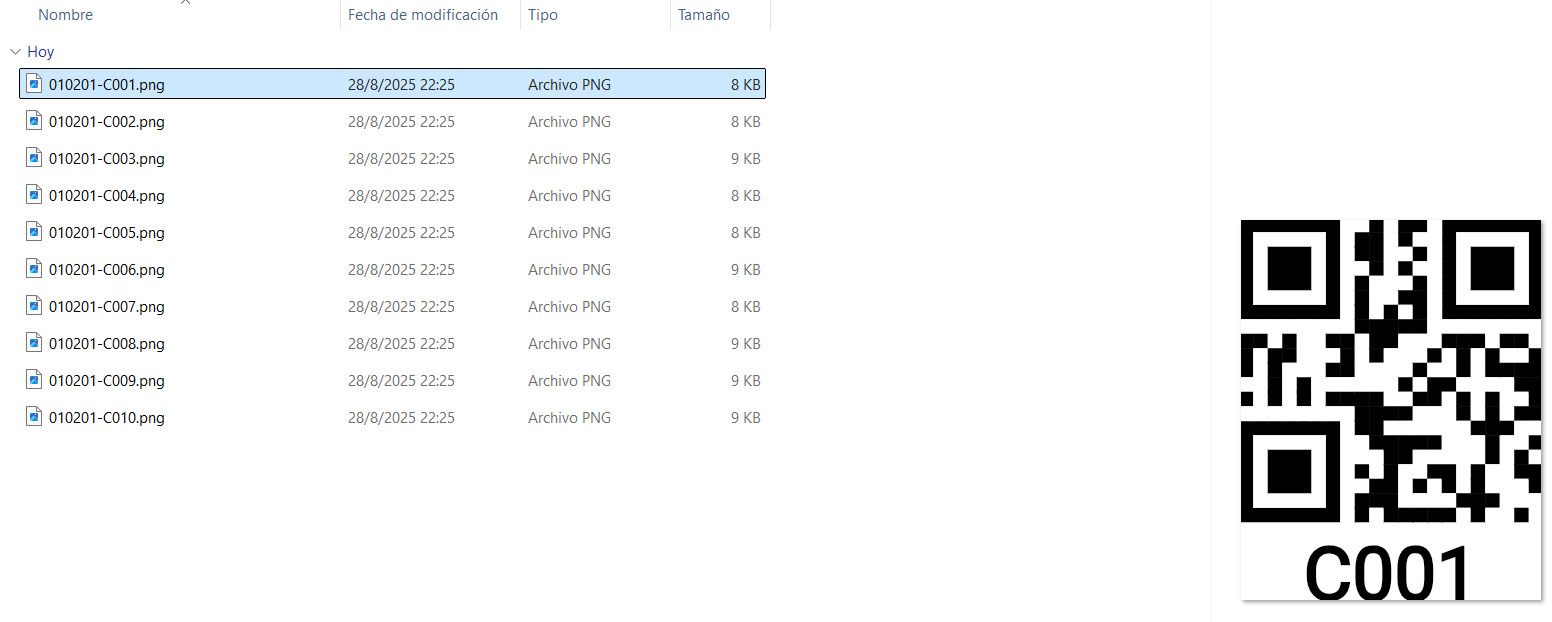 Nombre Fecha de modificación Tipo Tamaño
Hoy
010201-C001.png 28/8/2025 22:25 Archivo PNG 8 KB
010201-C002.png 28/8/2025 22:25 Archivo PNG 8 KB
010201-C003.png 28/8/2025 22:25 Archivo PNG 9 KB
010201-C004.png 28/8/2025 22:25 Archivo PNG 8 KB
010201-C005.png 28/8/2025 22:25 Archivo PNG 8 KB
010201-C006.png 28/8/2025 22:25 Archivo PNG 9 KB
010201-C007.png 28/8/2025 22:25 Archivo PNG 8 KB
010201-C008.png 28/8/2025 22:25 Archivo PNG 9 KB
010201-C009.png 28/8/2025 22:25 Archivo PNG 9 KB
010201-C010.png 28/8/2025 22:25 Archivo PNG 9 KB
C001